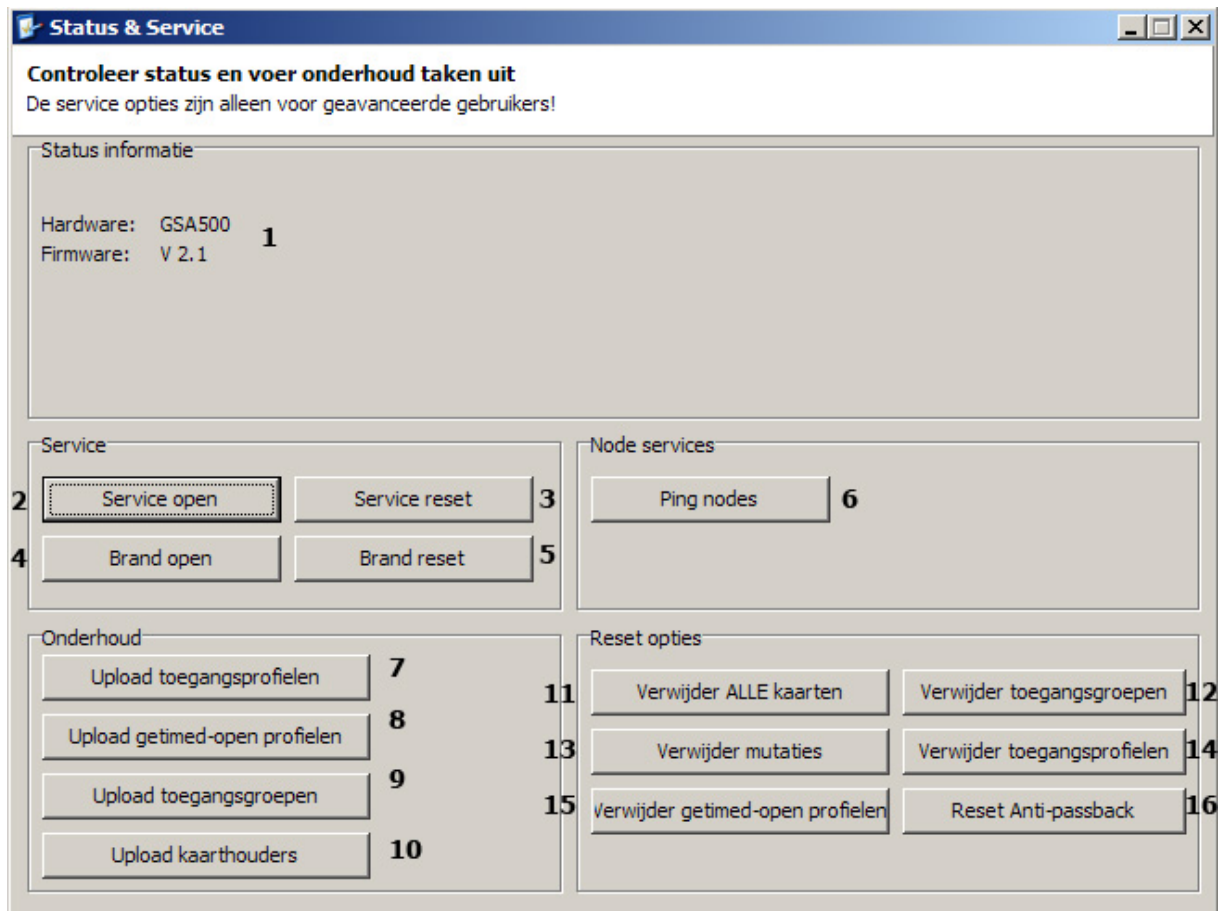 Status & Service
Controleer status en voer onderhoud taken uit
De service opties zijn alleen voor geavanceerde gebruikers!
Status informatie
Hardware: GSA500
1
Firmware: V 2.1
Service
2 Service open Service reset 3
4 Brand open Brand reset 5
Node services
Ping nodes 6
Onderhoud
Upload toegangsprofielen 7
Upload getimed-open profielen 8
Upload toegangsgroepen 9
Upload kaarthouders 10
Reset opties
11 Verwijder ALLE kaarten Verwijder toegangsgroepen 12
13 Verwijder mutaties Verwijder toegangsprofielen 14
15 Verwijder getimed-open profielen Reset Anti-passback 16